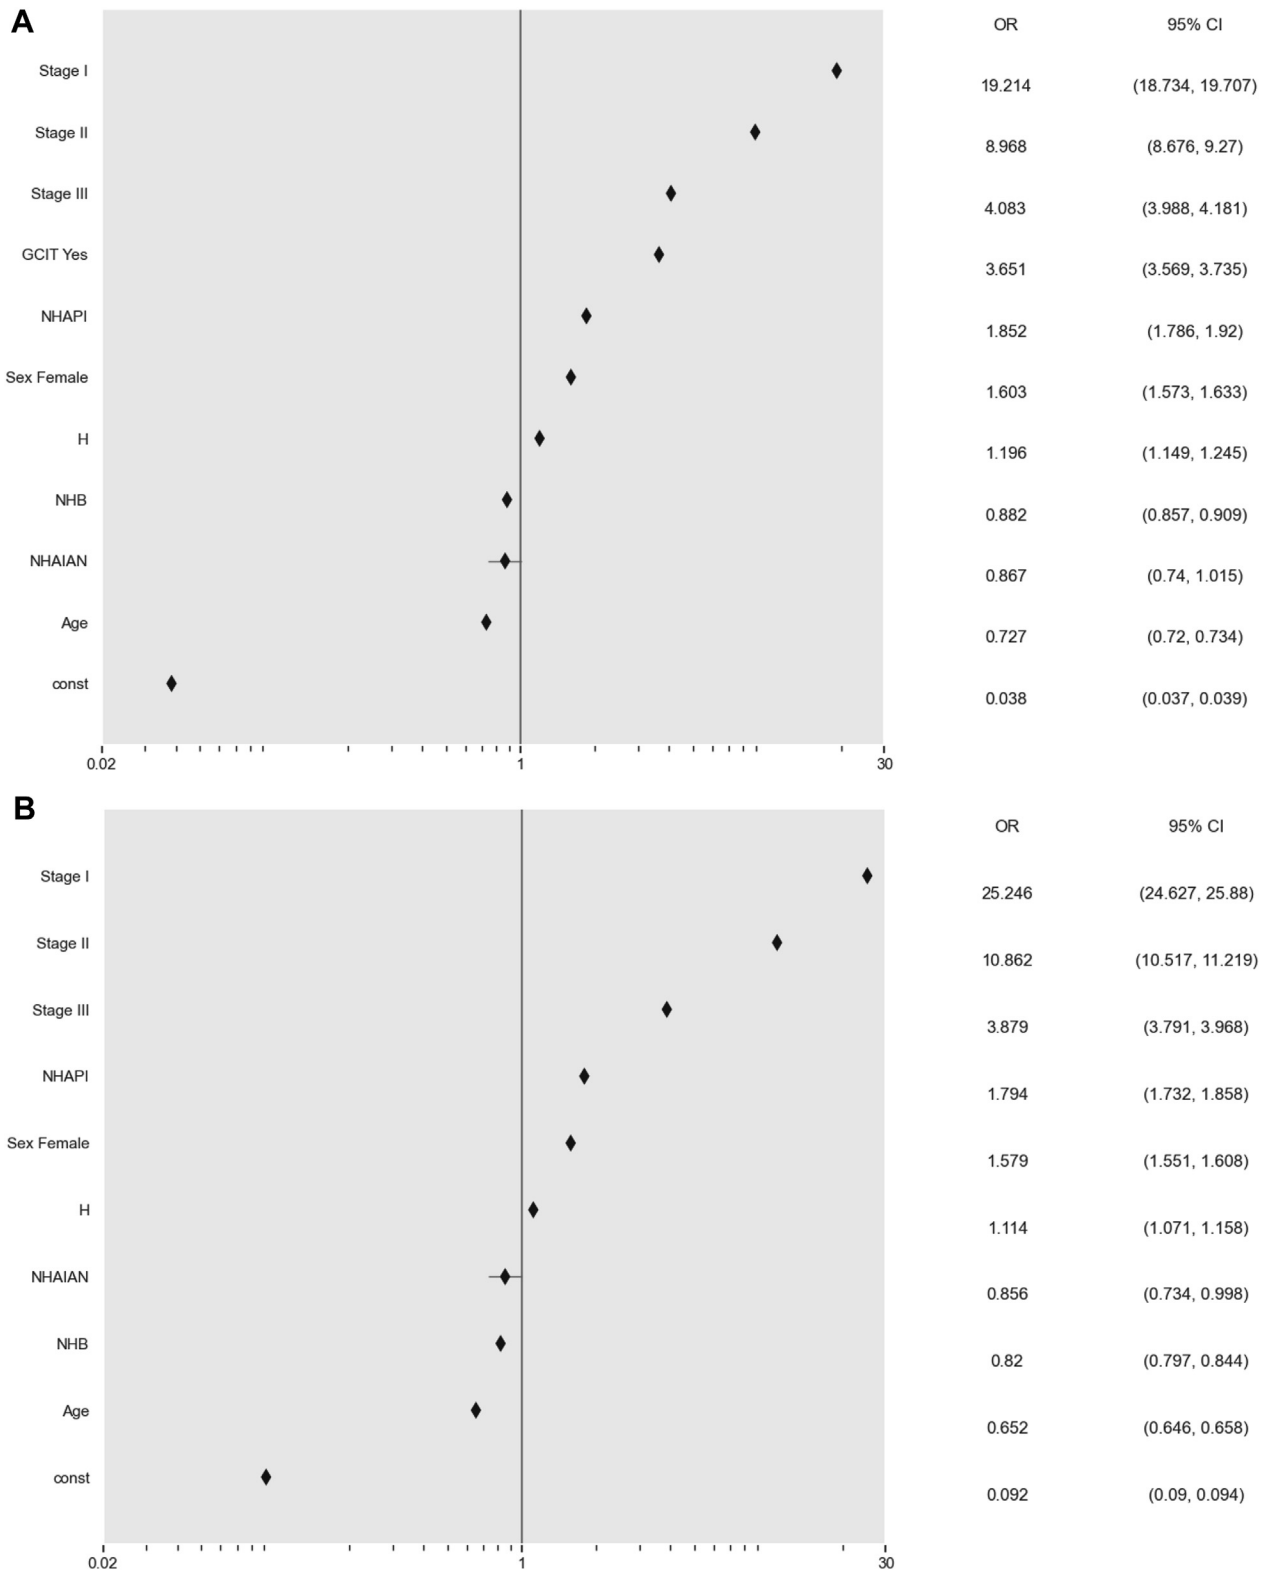 A
OR 95% CI
Stage I 19.214 (18.734, 19.707)
Stage II 8.968 (8.676, 9.27)
Stage III 4.083 (3.988, 4.181)
GCIT Yes 3.651 (3.569, 3.735)
NHAPI 1.852 (1.786, 1.92)
Sex Female 1.603 (1.573, 1.633)
H 1.196 (1.149, 1.245)
NHB 0.882 (0.857, 0.909)
NHAIAN 0.867 (0.74, 1.015)
Age 0.727 (0.72, 0.734)
const 0.038 (0.037, 0.039)
0.02 1 30
B
OR 95% CI
Stage I 25.246 (24.627, 25.88)
Stage II 10.862 (10.517, 11.219)
Stage III 3.879 (3.791, 3.968)
NHAPI 1.794 (1.732, 1.858)
Sex Female 1.579 (1.551, 1.608)
H 1.114 (1.071, 1.158)
NHAIAN 0.856 (0.734, 0.998)
NHB 0.82 (0.797, 0.844)
Age 0.652 (0.646, 0.658)
const 0.092 (0.09, 0.094)
0.02 1 30